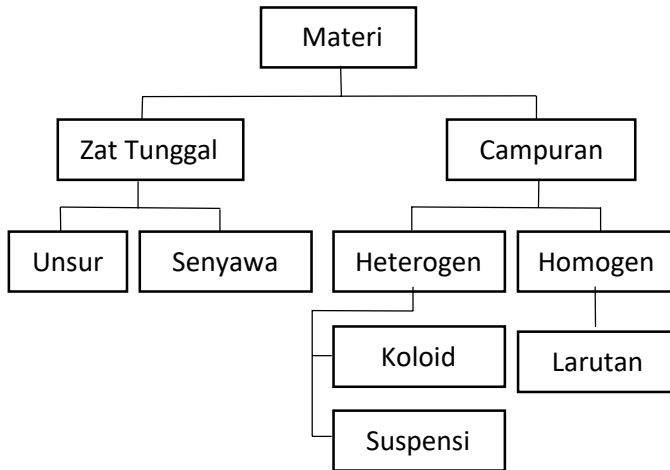 Materi
Zat Tunggal
Campuran
Unsur
Senyawa
Heterogen
Homogen
Koloid
Larutan
Suspensi